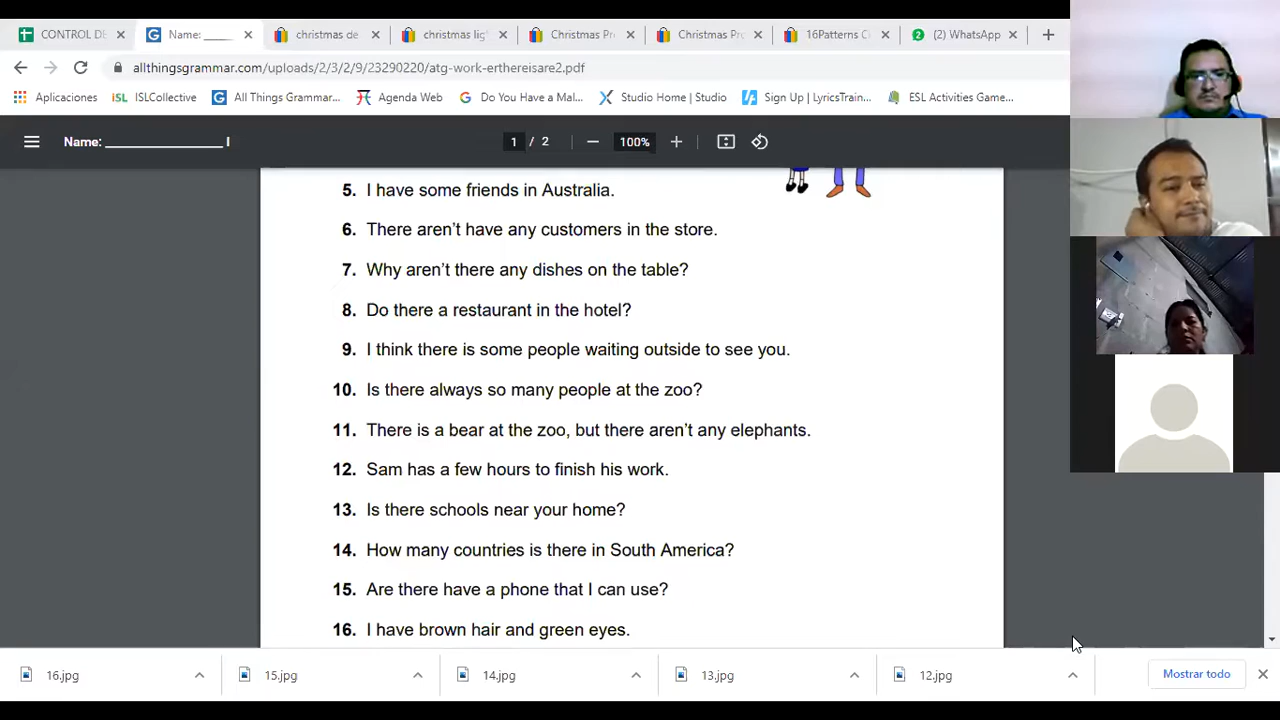 CONTROL DE
Name: _____
christmas de
christmas lig
Christmas Pr
Christmas Pr
16Patterns C
2
(2) WhatsApp
allthingsgrammar.com/uploads/2/3/2/9/23290220/atg-work-erthereisare2.pdf
Aplicaciones
iSL ISLCollective
All Things Grammar...
Agenda Web
Do You Have a Mal...
Studio Home | Studio
Sign Up | LyricsTrain...
ESL Activities Game...
Name: _________________ I
1 / 2
100%
5. I have some friends in Australia.
6. There aren't have any customers in the store.
7. Why aren't there any dishes on the table?
8. Do there a restaurant in the hotel?
9. I think there is some people waiting outside to see you.
10. Is there always so many people at the zoo?
11. There is a bear at the zoo, but there aren't any elephants.
12. Sam has a few hours to finish his work.
13. Is there schools near your home?
14. How many countries is there in South America?
15. Are there have a phone that I can use?
16. I have brown hair and green eyes.
16.jpg
15.jpg
14.jpg
13.jpg
12.jpg
Mostrar todo